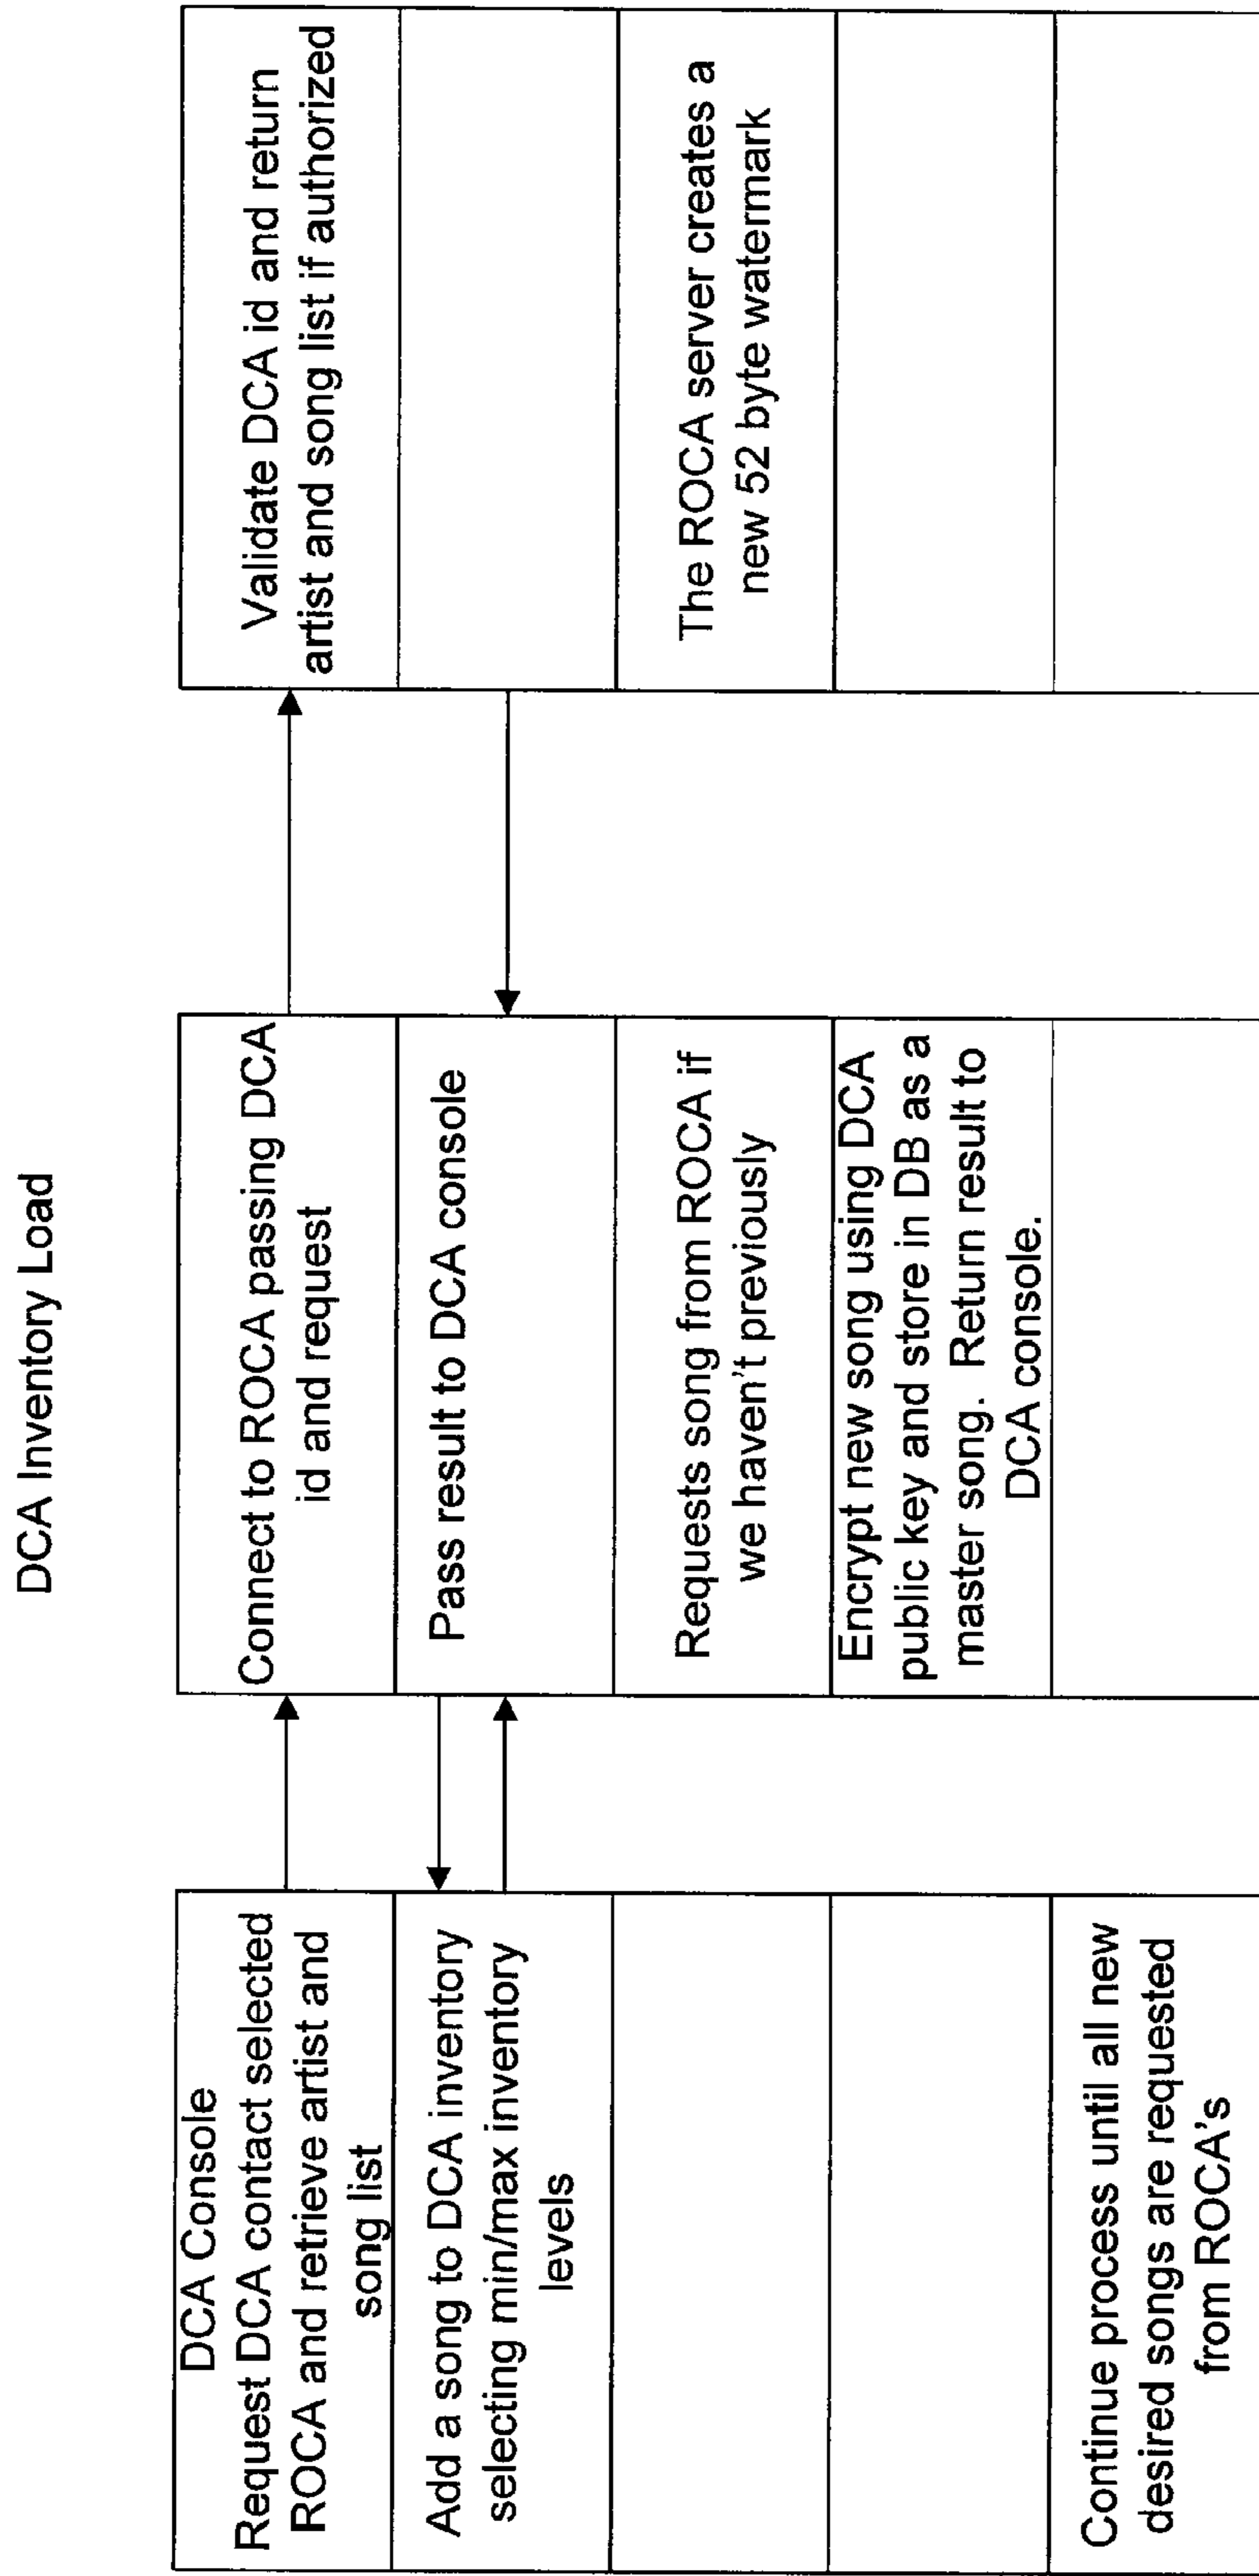 DCA Inventory Load
DCA Console
Request DCA contact selected
ROCA and retrieve artist and
song list
Connect to ROCA passing DCA
id and request
Validate DCA id and return
artist and song list if authorized
Add a song to DCA inventory
selecting min/max inventory
levels
Pass result to DCA console
Requests song from ROCA if
we haven't previously
The ROCA server creates a
new 52 byte watermark
Encrypt new song using DCA
public key and store in DB as a
master song. Return result to
DCA console.
Continue process until all new
desired songs are requested
from ROCA's